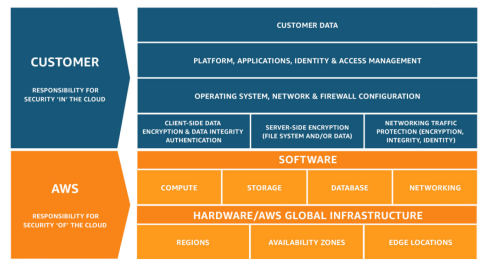 CUSTOMER
RESPONSIBILITY FOR
SECURITY ‘IN’ THE CLOUD
CUSTOMER DATA
PLATFORM, APPLICATIONS, IDENTITY & ACCESS MANAGEMENT
OPERATING SYSTEM, NETWORK & FIREWALL CONFIGURATION
CLIENT-SIDE DATA
ENCRYPTION & DATA INTEGRITY
AUTHENTICATION
SERVER-SIDE ENCRYPTION
(FILE SYSTEM AND/OR DATA)
NETWORKING TRAFFIC
PROTECTION (ENCRYPTION,
INTEGRITY, IDENTITY)
AWS
RESPONSIBILITY FOR
SECURITY ‘OF’ THE CLOUD
SOFTWARE
COMPUTE
STORAGE
DATABASE
NETWORKING
HARDWARE/AWS GLOBAL INFRASTRUCTURE
REGIONS
AVAILABILITY ZONES
EDGE LOCATIONS